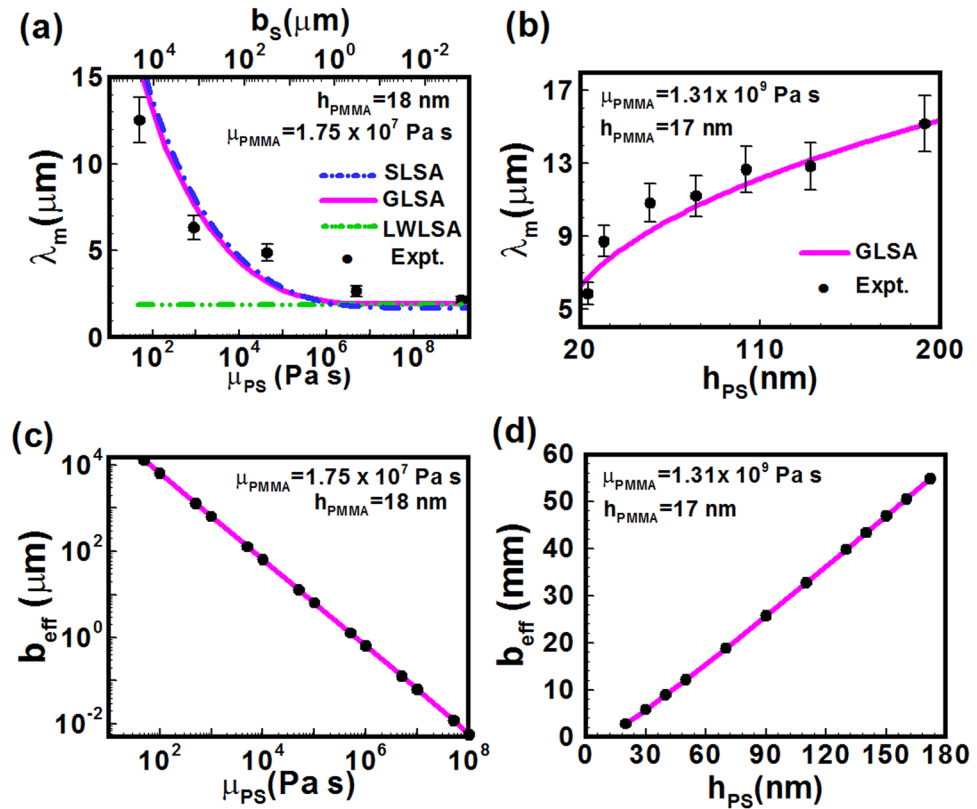 (a)
b_S(μm)
10^4 10^2 10^0 10^-2
15
10
5
0
λ_m(μm)
h_PMMA=18 nm
μ_PMMA=1.75 x 10^7 Pa s
SLSA
GLSA
LWLSA
Expt.
10^2 10^4 10^6 10^8
μ_PS (Pa s)
(b)
17
13
9
5
λ_m(μm)
μ_PMMA=1.31x 10^9 Pa s
h_PMMA=17 nm
GLSA
Expt.
20 110 200
h_PS(nm)
(c)
10^4
10^2
10^0
10^-2
b_eff (μm)
μ_PMMA=1.75 x 10^7 Pa s
h_PMMA=18 nm
10^2 10^4 10^6 10^8
μ_PS(Pa s)
(d)
60
50
40
30
20
10
0
b_eff (mm)
μ_PMMA=1.31 x 10^9 Pa s
h_PMMA=17 nm
0 30 60 90 120 150 180
h_PS(nm)